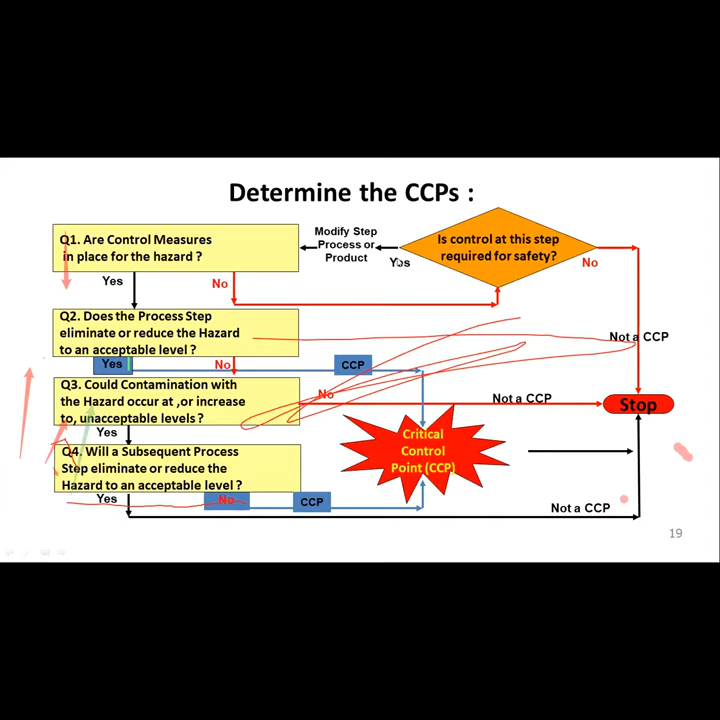 Determine the CCPs :
Q1. Are Control Measures
in place for the hazard ?
Modify Step
Process or
Product
Yes
Is control at this step
required for safety?
No
Yes
No
Q2. Does the Process Step
eliminate or reduce the Hazard
to an acceptable level ?
Not a CCP
Yes
No
CCP
Q3. Could Contamination with
the Hazard occur at ,or increase
to, unacceptable levels ?
No
Not a CCP
Stop
Yes
Critical
Control
Point (CCP)
Q4. Will a Subsequent Process
Step eliminate or reduce the
Hazard to an acceptable level ?
Yes
No
CCP
Not a CCP
19